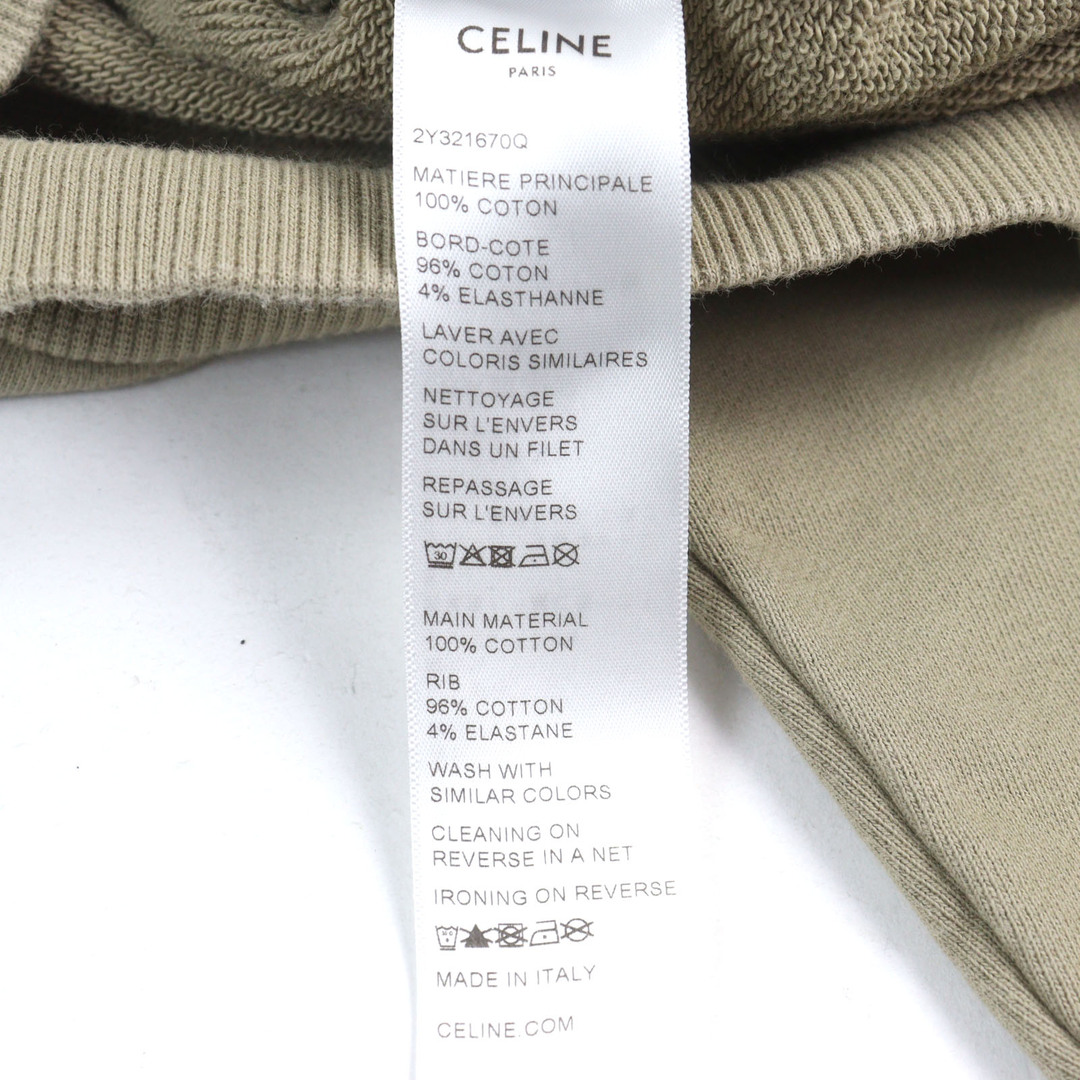 CELINE
PARIS
2Y321670Q
MATIERE PRINCIPALE
100% COTON
BORD-COTE
96% COTON
4% ELASTHANNE
LAVER AVEC
COLORIS SIMILAIRES
NETTOYAGE
SUR L'ENVERS
DANS UN FILET
REPASSAGE
SUR L'ENVERS
30
MAIN MATERIAL
100% COTTON
RIB
96% COTTON
4% ELASTANE
WASH WITH
SIMILAR COLORS
CLEANING ON
REVERSE IN A NET
IRONING ON REVERSE
MADE IN ITALY
CELINE.COM